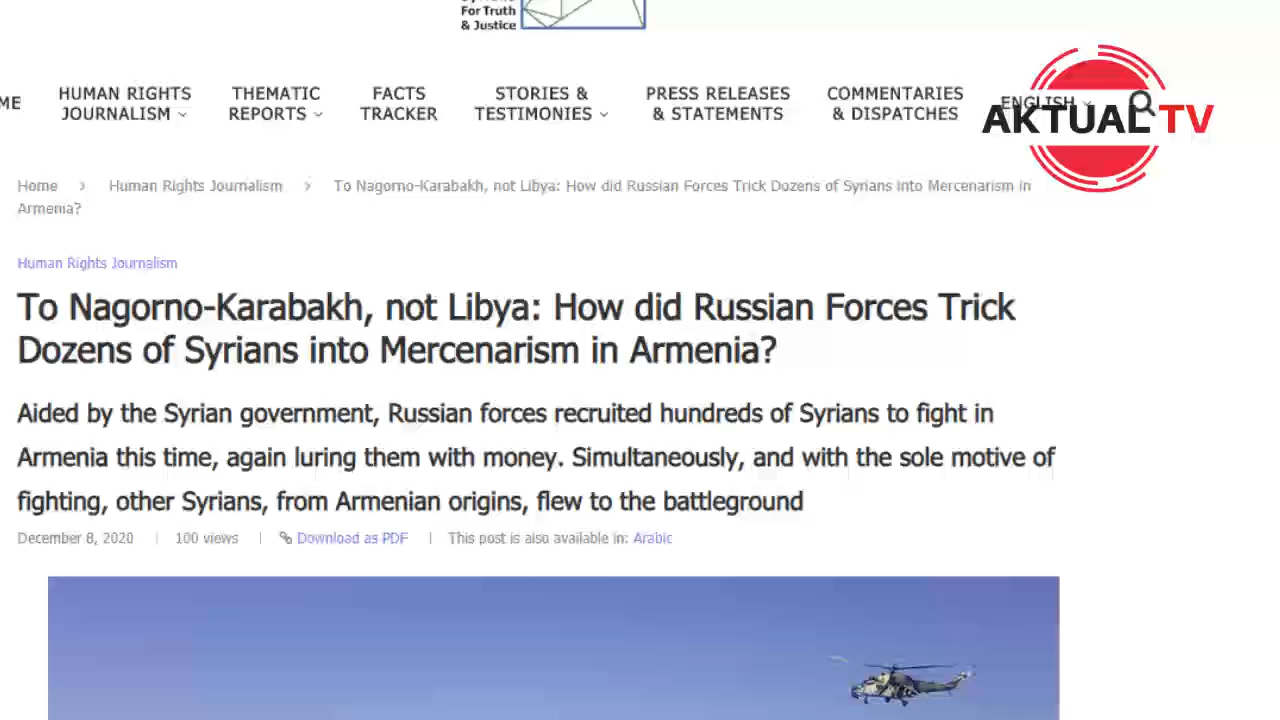 For Truth
& Justice
ME
HUMAN RIGHTS
JOURNALISM
THEMATIC
REPORTS
FACTS
TRACKER
STORIES &
TESTIMONIES
PRESS RELEASES
& STATEMENTS
COMMENTARIES
& DISPATCHES
ENGLISH
AKTUAL TV
Home > Human Rights Journalism > To Nagorno-Karabakh, not Libya: How did Russian Forces Trick Dozens of Syrians into Mercenarism in
Armenia?
Human Rights Journalism
To Nagorno-Karabakh, not Libya: How did Russian Forces Trick
Dozens of Syrians into Mercenarism in Armenia?
Aided by the Syrian government, Russian forces recruited hundreds of Syrians to fight in
Armenia this time, again luring them with money. Simultaneously, and with the sole motive of
fighting, other Syrians, from Armenian origins, flew to the battleground
December 8, 2020 | 100 views | Download as PDF | This post is also available in: Arabic